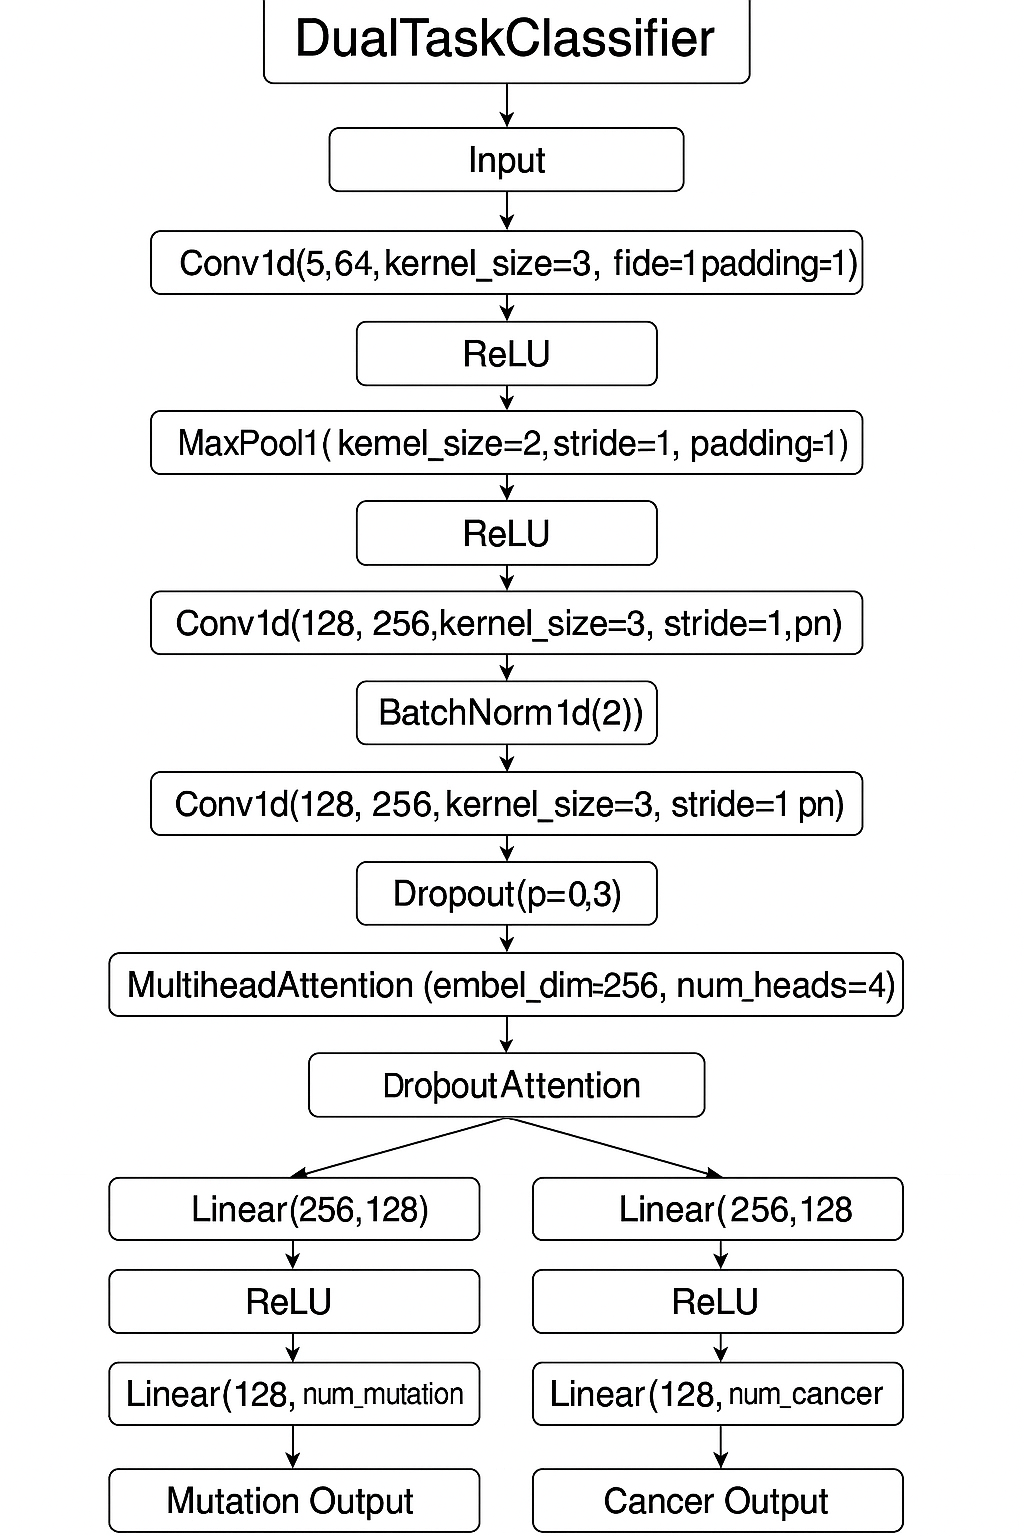 DualTaskClassifier
Input
Conv1d(5,64,kernel_size=3, fide=1padding=1)
ReLU
MaxPool1(kemel_size=2,stride=1, padding=1)
ReLU
Conv1d(128, 256,kernel_size=3, stride=1,pn)
BatchNorm1d(2))
Conv1d(128, 256,kernel_size=3, stride=1 pn)
Dropout(p=0,3)
MultiheadAttention (embel_dim=256, num_heads=4)
DropoutAttention
Linear(256,128)
Linear(256,128
ReLU
ReLU
Linear(128, num_mutation
Linear(128, num_cancer
Mutation Output
Cancer Output